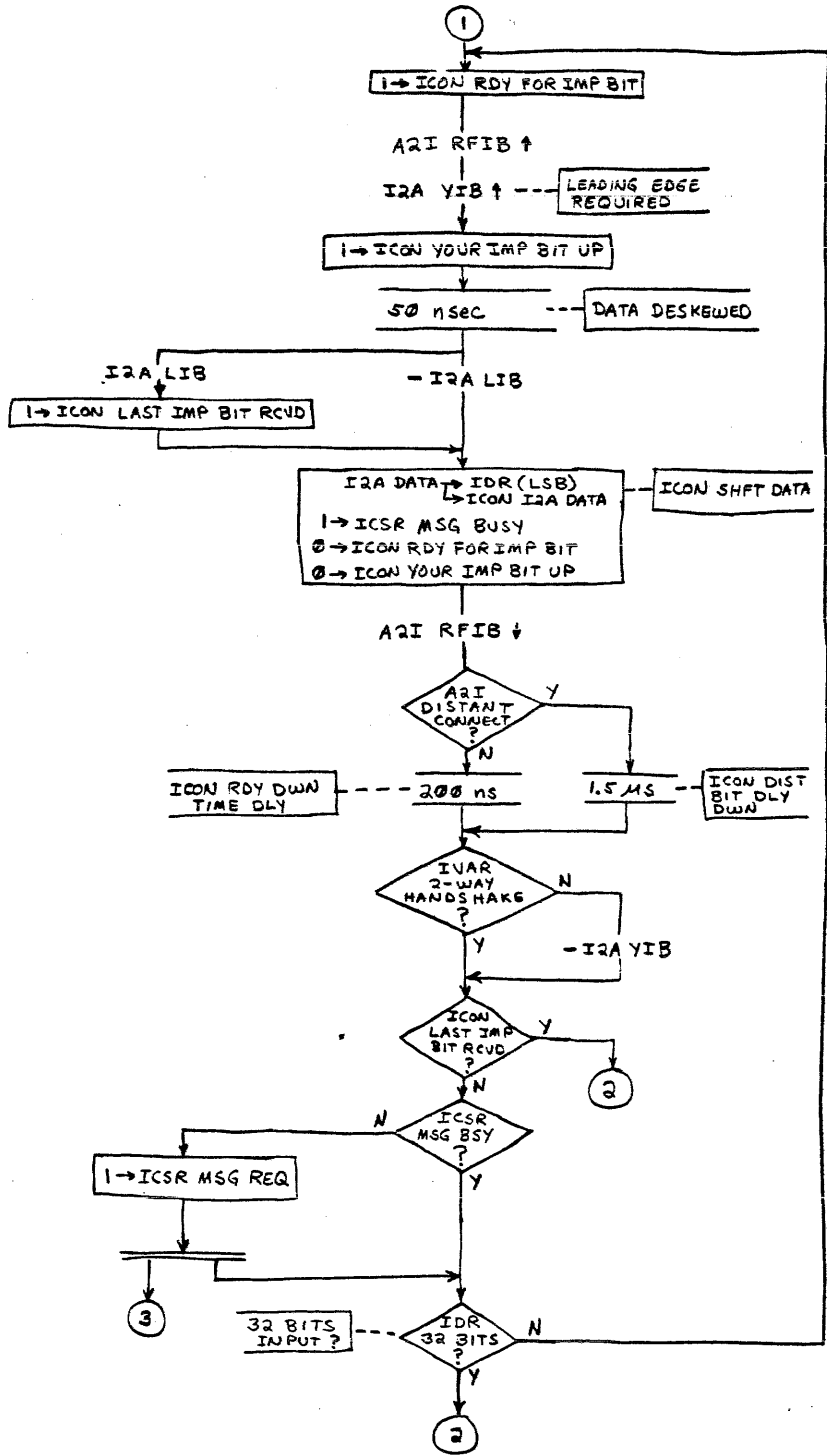 1
1→ICON RDY FOR IMP BIT
A2I RFIB ↑
I2A YIB ↑
LEADING EDGE
REQUIRED
1→ICON YOUR IMP BIT UP
5Ø nsec
DATA DESKEWED
I2A LIB
-I2A LIB
1→ICON LAST IMP BIT RCVD
I2A DATA→IDR (LSB)
→ICON I2A DATA
1→ICSR MSG BUSY
Ø→ICON RDY FOR IMP BIT
Ø→ICON YOUR IMP BIT UP
ICON SHFT DATA
A2I RFIB ↓
A2I
DISTANT
CONNECT
?
Y
N
ICON RDY DWN
TIME DLY
2ØØ ns
1.5 µS
ICON DIST
BIT DLY
DWN
IVAR
2-WAY
HANDSHAKE
?
N
Y
-I2A YIB
ICON
LAST IMP
BIT RCVD
?
Y
2
N
ICSR
MSG BSY
?
N
Y
1→ICSR MSG REQ
3
32 BITS
INPUT ?
IDR
32 BITS
?
N
Y
2